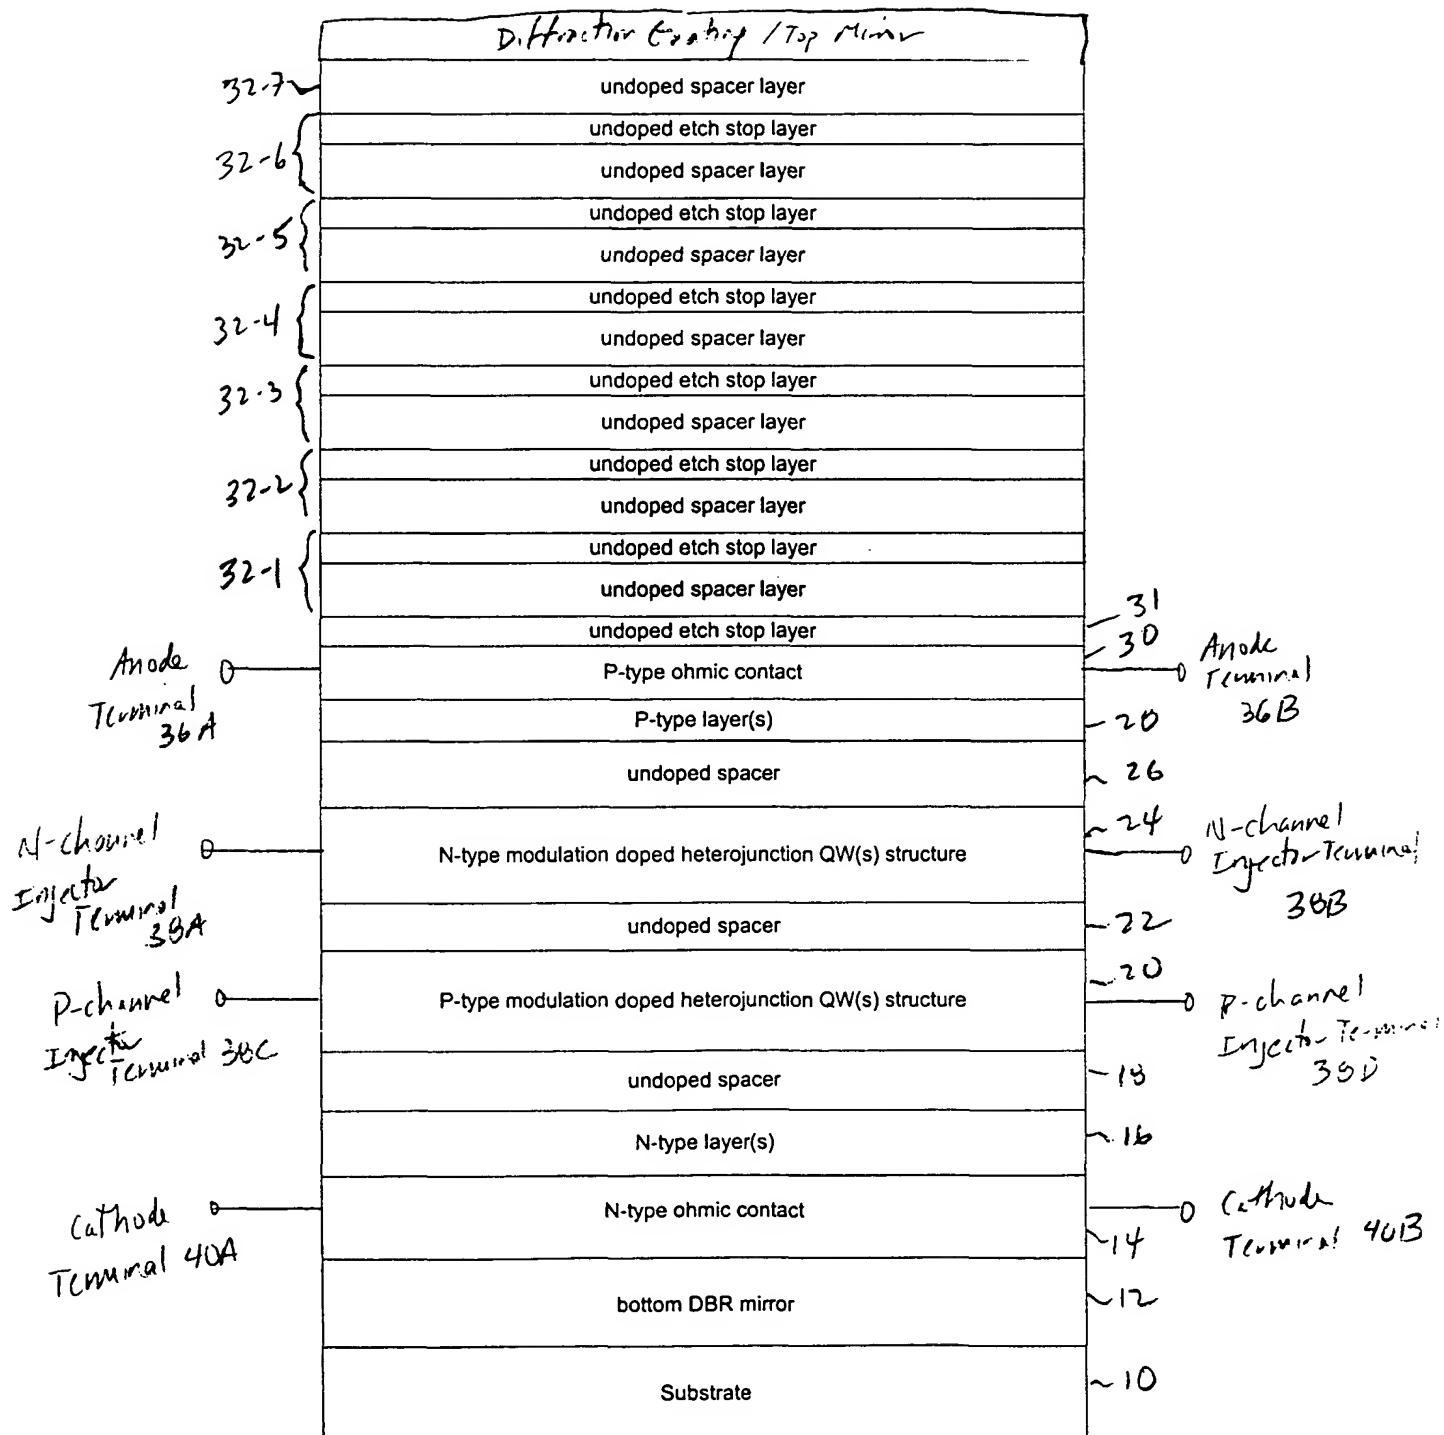 Diffraction Grating / Top Mirror
32-7
undoped spacer layer
undoped etch stop layer
32-6
undoped spacer layer
undoped etch stop layer
32-5
undoped spacer layer
undoped etch stop layer
32-4
undoped spacer layer
undoped etch stop layer
32-3
undoped spacer layer
undoped etch stop layer
32-2
undoped spacer layer
undoped etch stop layer
32-1
undoped spacer layer
31
undoped etch stop layer
30
Anode
Terminal
36A
P-type ohmic contact
Anode
Terminal
36B
P-type layer(s)
28
undoped spacer
26
24
N-channel
Injector
Terminal
38A
N-type modulation doped heterojunction QW(s) structure
N-channel
Injector Terminal
38B
undoped spacer
22
20
P-channel
Injector
Terminal 38C
P-type modulation doped heterojunction QW(s) structure
P-channel
Injector Terminal
38D
undoped spacer
18
N-type layer(s)
16
Cathode
Terminal 40A
N-type ohmic contact
Cathode
Terminal 40B
14
bottom DBR mirror
12
Substrate
10